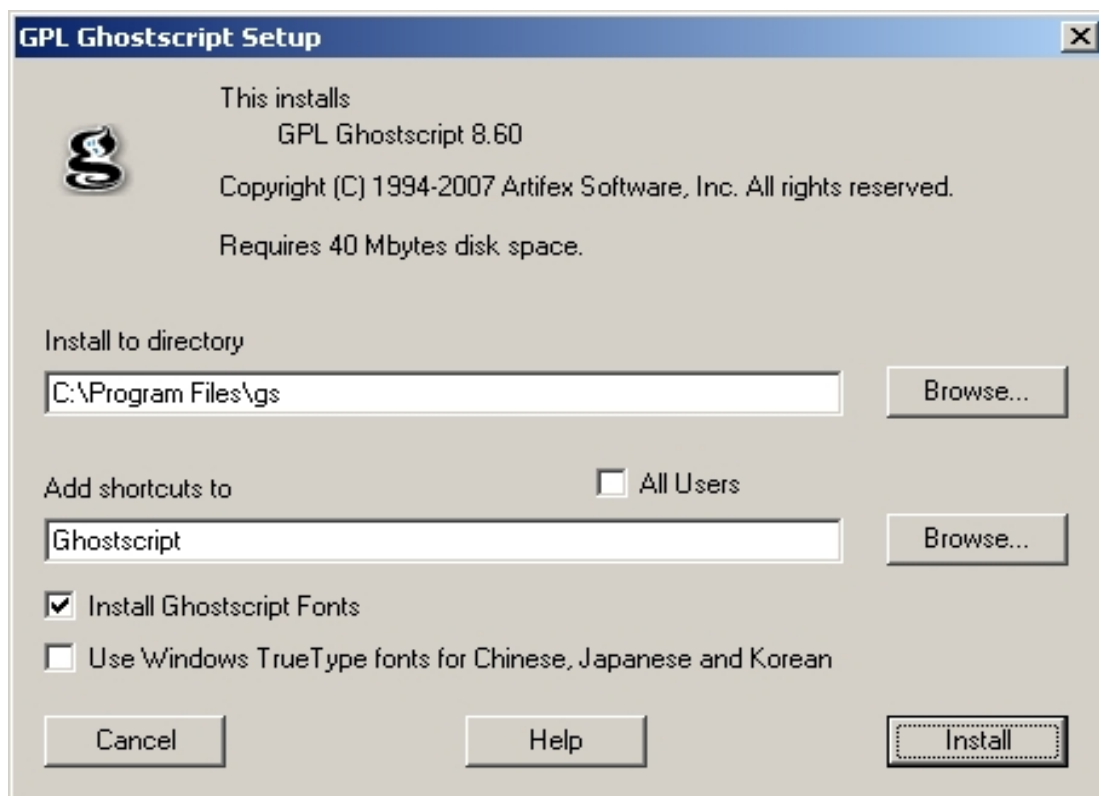 GPL Ghostscript Setup
This installs
GPL Ghostscript 8.60
Copyright (C) 1994-2007 Artifex Software, Inc. All rights reserved.
Requires 40 Mbytes disk space.
Install to directory
C:\Program Files\gs
Browse...
Add shortcuts to
All Users
Ghostscript
Browse...
Install Ghostscript Fonts
Use Windows TrueType fonts for Chinese, Japanese and Korean
Cancel
Help
Install